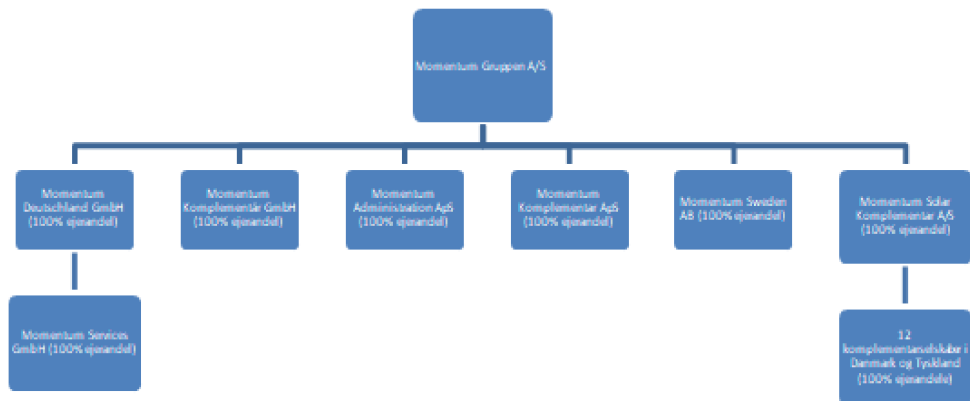 Momentum Gruppen A/S
Momentum
Deutschland GmbH
(100% ejerandel)
Momentum
Komplementär GmbH
(100% ejerandel)
Momentum
Administration ApS
(100% ejerandel)
Momentum
Komplementar ApS
(100% ejerandel)
Momentum Sweden
AB (100% ejerandel)
Momentum Solar
Komplementar A/S
(100% ejerandel)
Momentum Services
GmbH (100% ejerandel)
12
komplementarselskaber i
Danmark og Tyskland
(100% ejerandele)